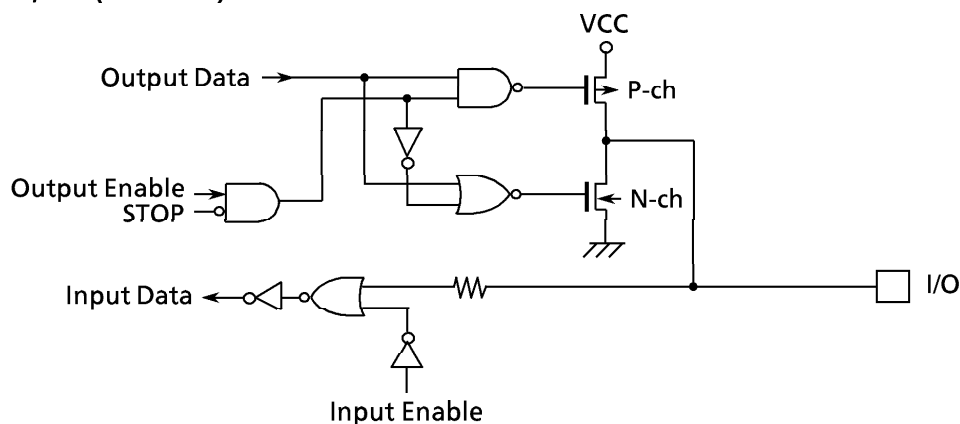 VCC
Output Data
P-ch
Output Enable
STOP
N-ch
Input Data
I/O
Input Enable